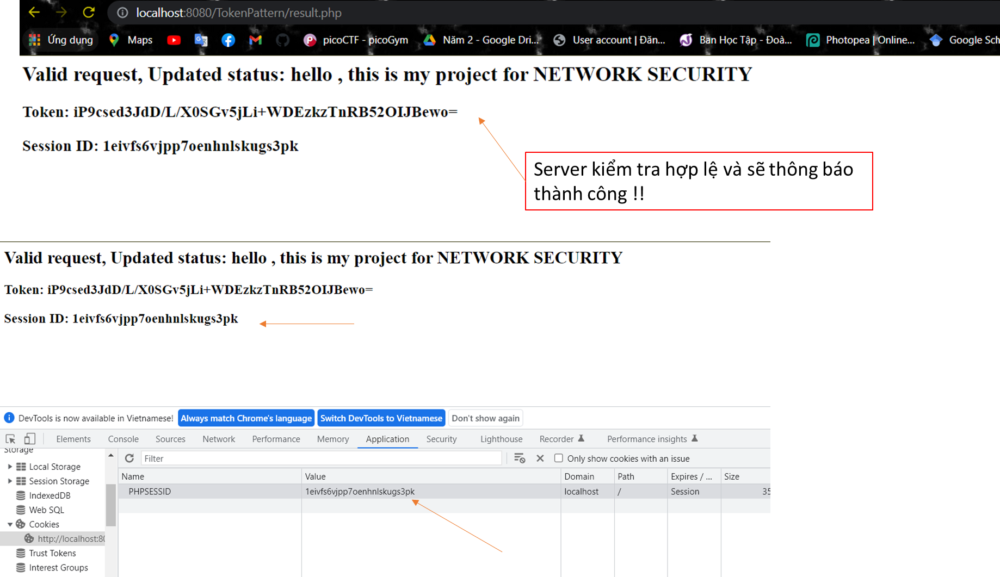 localhost:8080/TokenPattern/result.php
Ứng dụng Maps picoCTF - picoGym Năm 2 - Google Dri... User account | Đăn... Ban Học Tập - Đoà... Photopea | Online... Google Sch
Valid request, Updated status: hello , this is my project for NETWORK SECURITY
Token: iP9csed3JdD/L/X0SGv5jLi+WDEzkzTnRB52OIJBewo=
Session ID: 1eivfs6vjpp7oenhnlskugs3pk
Server kiểm tra hợp lệ và sẽ thông báo
thành công !!
Valid request, Updated status: hello , this is my project for NETWORK SECURITY
Token: iP9csed3JdD/L/X0SGv5jLi+WDEzkzTnRB52OIJBewo=
Session ID: 1eivfs6vjpp7oenhnlskugs3pk
DevTools is now available in Vietnamese! Always match Chrome's language Switch DevTools to Vietnamese Don't show again
Elements Console Sources Network Performance Memory Application Security Lighthouse Recorder Performance insights
Storage
Filter Only show cookies with an issue
Local Storage
Session Storage
IndexedDB
Web SQL
Cookies
http://localhost:80
Trust Tokens
Interest Groups
Name Value Domain Path Expires / ... Size
PHPSESSID 1eivfs6vjpp7oenhnlskugs3pk localhost / Session 35